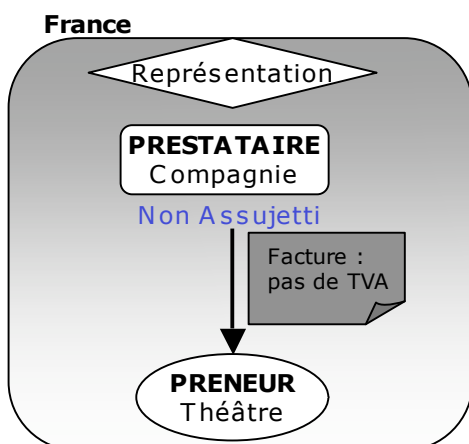 France
Représentation
PRESTATAIRE
Compagnie
Non Assujetti
Facture :
pas de TVA
PRENEUR
Théâtre